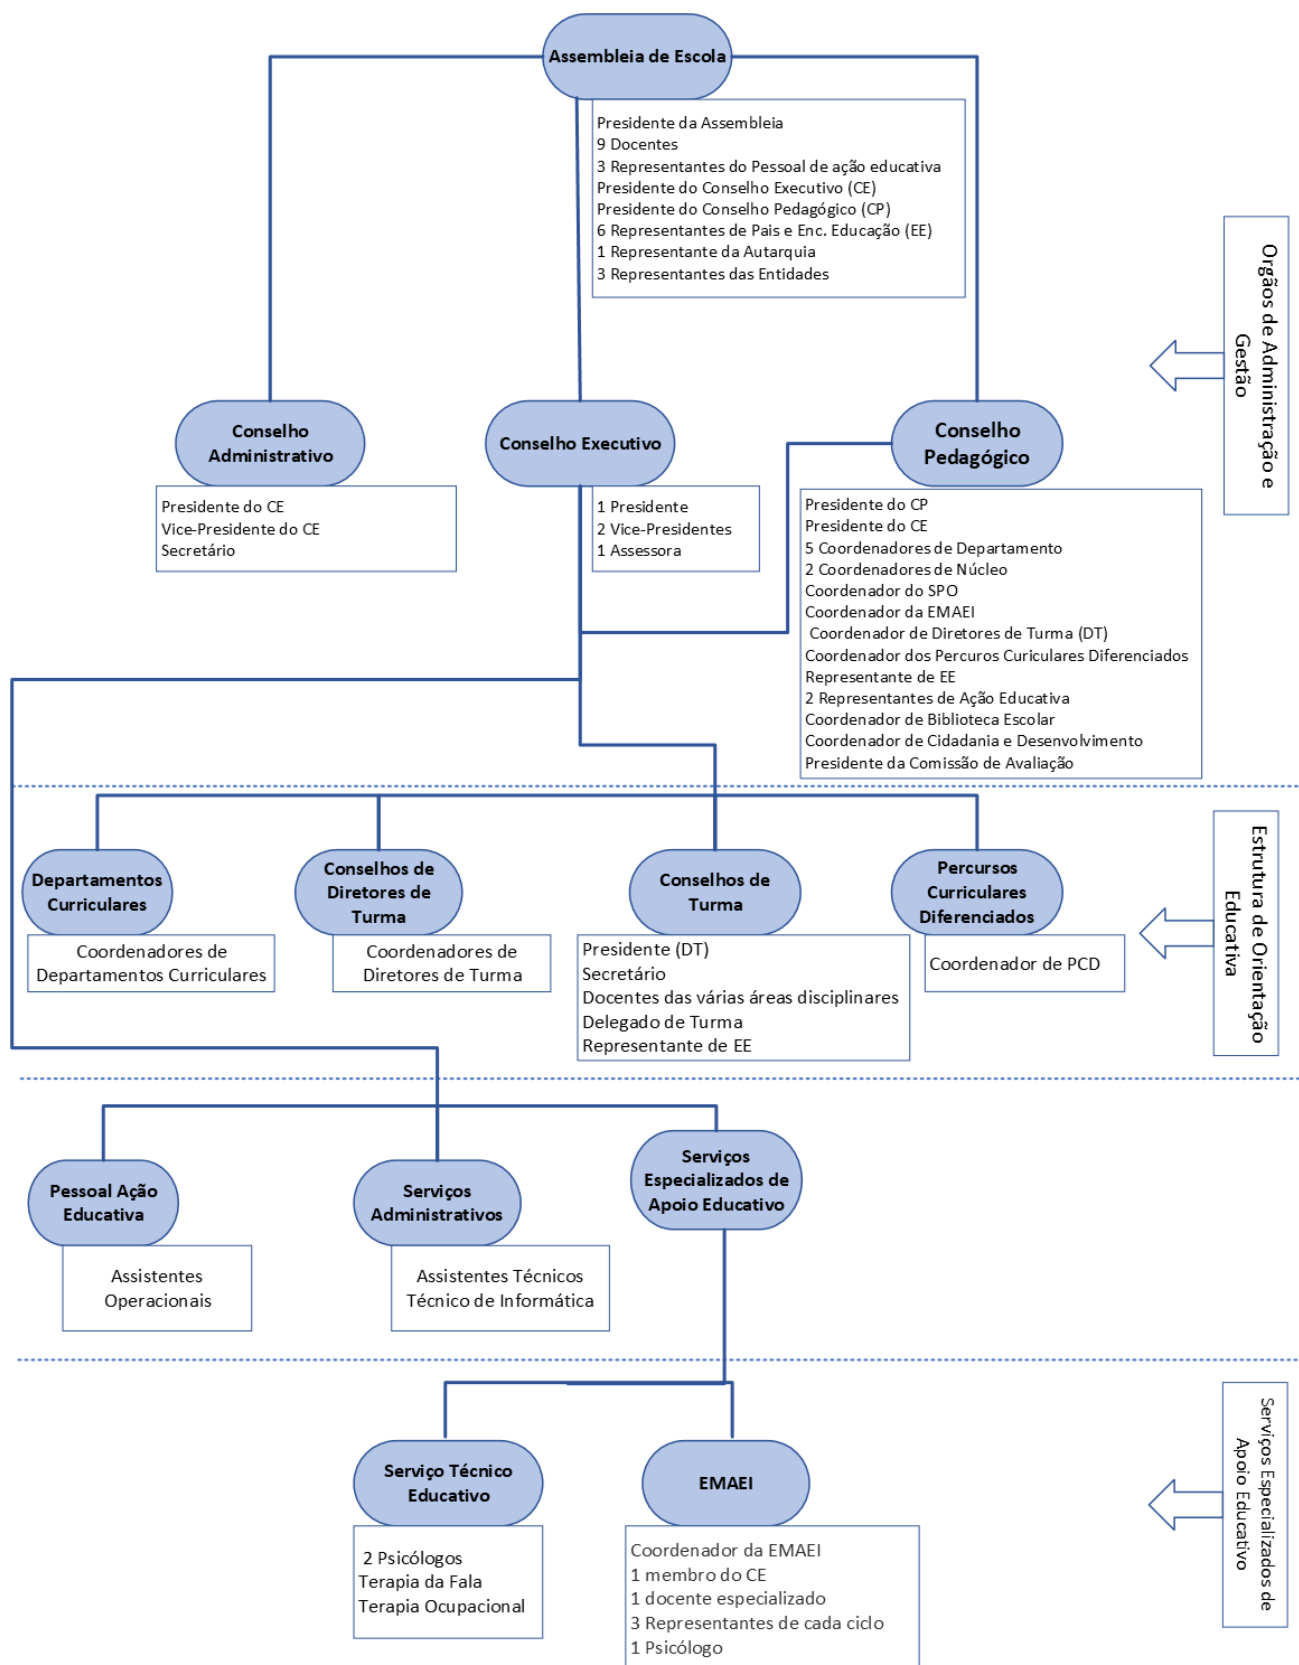 Assembleia de Escola
Presidente da Assembleia
9 Docentes
3 Representantes do Pessoal de ação educativa
Presidente do Conselho Executivo (CE)
Presidente do Conselho Pedagógico (CP)
6 Representantes de Pais e Enc. Educação (EE)
1 Representante da Autarquia
3 Representantes das Entidades
Orgãos de Administração e
Gestão
Conselho
Administrativo
Presidente do CE
Vice-Presidente do CE
Secretário
Conselho Executivo
1 Presidente
2 Vice-Presidentes
1 Assessora
Conselho
Pedagógico
Presidente do CP
Presidente do CE
5 Coordenadores de Departamento
2 Coordenadores de Núcleo
Coordenador do SPO
Coordenador da EMAEI
Coordenador de Diretores de Turma (DT)
Coordenador dos Percuros Curiculares Diferenciados
Representante de EE
2 Representantes de Ação Educativa
Coordenador de Biblioteca Escolar
Coordenador de Cidadania e Desenvolvimento
Presidente da Comissão de Avaliação
Departamentos
Curriculares
Coordenadores de
Departamentos Curriculares
Conselhos de
Diretores de
Turma
Coordenadores de
Diretores de Turma
Conselhos de
Turma
Presidente (DT)
Secretário
Docentes das várias áreas disciplinares
Delegado de Turma
Representante de EE
Percursos
Curriculares
Diferenciados
Coordenador de PCD
Estrutura de Orientação
Educativa
Pessoal Ação
Educativa
Assistentes
Operacionais
Serviços
Administrativos
Assistentes Técnicos
Técnico de Informática
Serviços
Especializados de
Apoio Educativo
Serviço Técnico
Educativo
2 Psicólogos
Terapia da Fala
Terapia Ocupacional
EMAEI
Coordenador da EMAEI
1 membro do CE
1 docente especializado
3 Representantes de cada ciclo
1 Psicólogo
Serviços Especializados de
Apoio Educativo